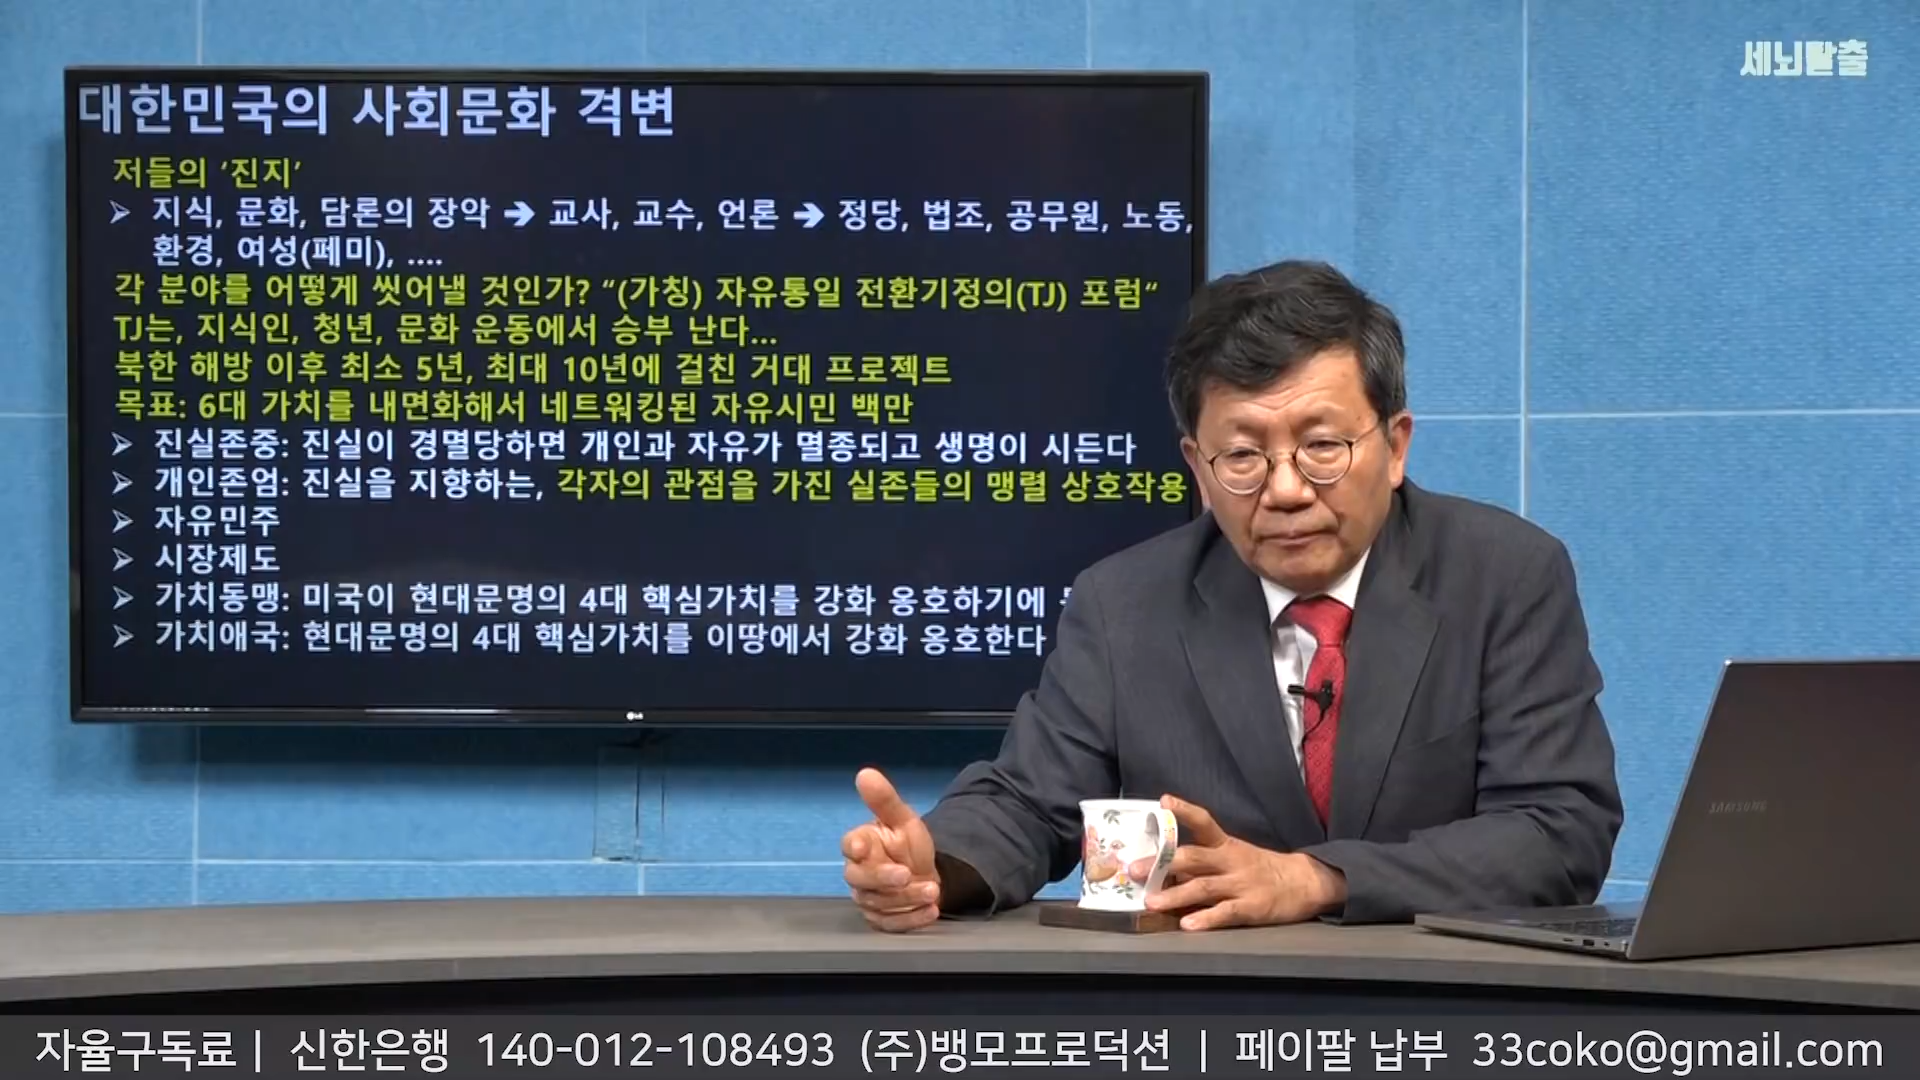 세뇌탈출
대한민국의 사회문화 격변
저들의 ‘진지’
➢ 지식, 문화, 담론의 장악 ➔ 교사, 교수, 언론 ➔ 정당, 법조, 공무원, 노동,
환경, 여성(페미), ....
각 분야를 어떻게 씻어낼 것인가? “(가칭) 자유통일 전환기정의(TJ) 포럼“
TJ는, 지식인, 청년, 문화 운동에서 승부 난다...
북한 해방 이후 최소 5년, 최대 10년에 걸친 거대 프로젝트
목표: 6대 가치를 내면화해서 네트워킹된 자유시민 백만
➢ 진실존중: 진실이 경멸당하면 개인과 자유가 멸종되고 생명이 시든다
➢ 개인존엄: 진실을 지향하는, 각자의 관점을 가진 실존들의 맹렬 상호작용
➢ 자유민주
➢ 시장제도
➢ 가치동맹: 미국이 현대문명의 4대 핵심가치를 강화 옹호하기에
➢ 가치애국: 현대문명의 4대 핵심가치를 이땅에서 강화 옹호한다
LG
SAMSUNG
자율구독료 | 신한은행 140-012-108493 (주)뱅모프로덕션 | 페이팔 납부 33coko@gmail.com